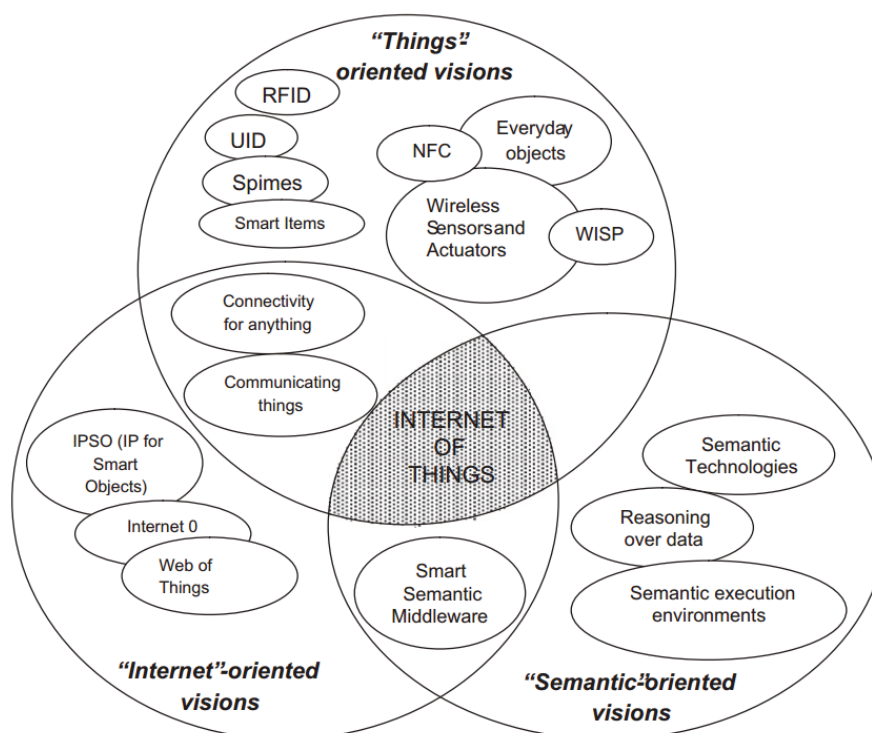 “Things”-
oriented visions
RFID
UID
Spimes
Smart Items
NFC
Everyday
objects
Wireless
Sensors and
Actuators
WISP
Connectivity
for anything
Communicating
things
INTERNET
OF
THINGS
IPSO (IP for
Smart
Objects)
Internet 0
Web of
Things
Semantic
Technologies
Reasoning
over data
Semantic execution
environments
Smart
Semantic
Middleware
“Internet”-oriented
visions
“Semantic”-oriented
visions